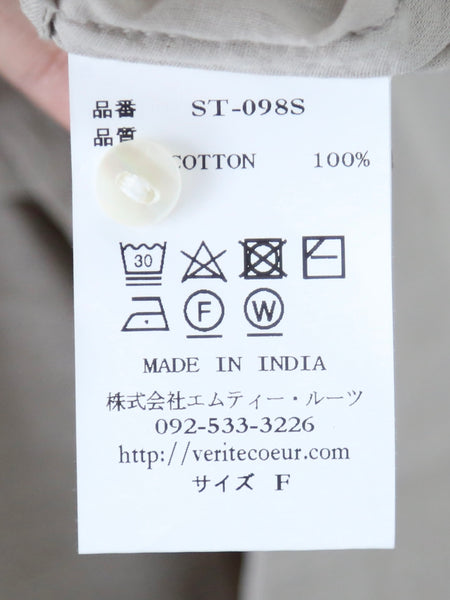 品番 ST-098S
品質
COTTON 100%
30
F W
MADE IN INDIA
株式会社エムティー・ルーツ
092-533-3226
http://veritecoeur.com
サイズ F